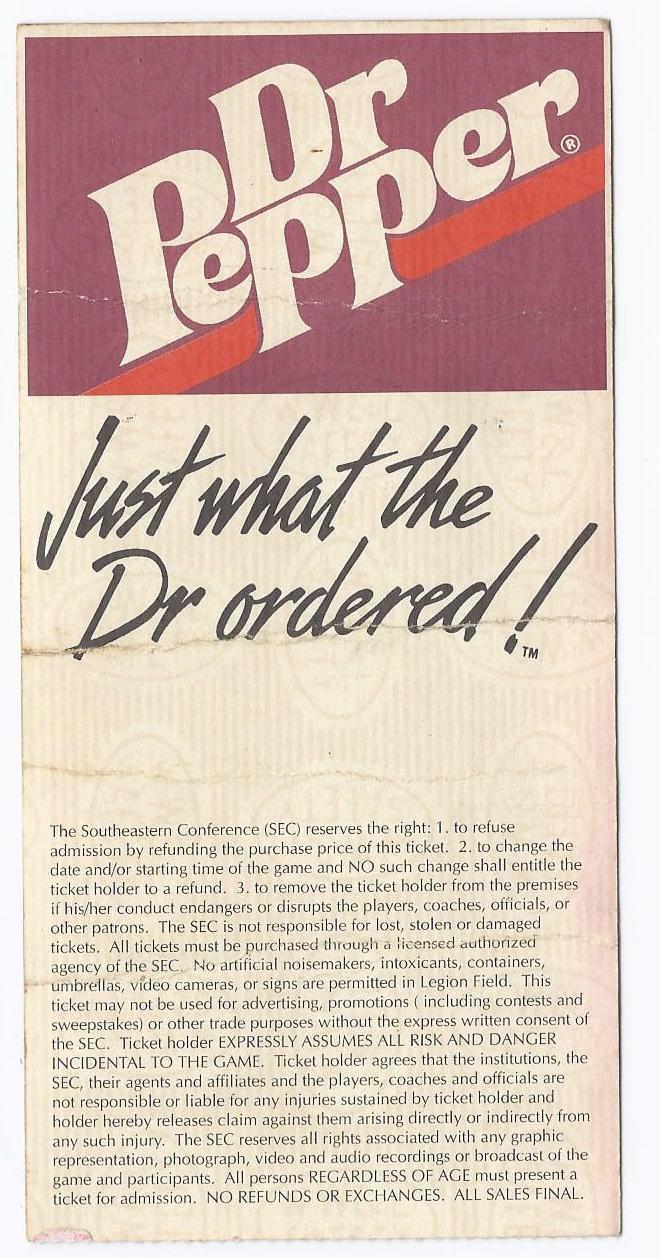 Dr
Pepper®
Just what the
Dr ordered!™
The Southeastern Conference (SEC) reserves the right: 1. to refuse
admission by refunding the purchase price of this ticket.  2. to change the
date and/or starting time of the game and NO such change shall entitle the
ticket holder to a refund.  3. to remove the ticket holder from the premises
if his/her conduct endangers or disrupts the players, coaches, officials, or
other patrons.  The SEC is not responsible for lost, stolen or damaged
tickets.  All tickets must be purchased through a licensed authorized
agency of the SEC.  No artificial noisemakers, intoxicants, containers,
umbrellas, video cameras, or signs are permitted in Legion Field.  This
ticket may not be used for advertising, promotions ( including contests and
sweepstakes) or other trade purposes without the express written consent of
the SEC.  Ticket holder EXPRESSLY ASSUMES ALL RISK AND DANGER
INCIDENTAL TO THE GAME.  Ticket holder agrees that the institutions, the
SEC, their agents and affiliates and the players, coaches and officials are
not responsible or liable for any injuries sustained by ticket holder and
holder hereby releases claim against them arising directly or indirectly from
any such injury.  The SEC reserves all rights associated with any graphic
representation, photograph, video and audio recordings or broadcast of the
game and participants.  All persons REGARDLESS OF AGE must present a
ticket for admission.  NO REFUNDS OR EXCHANGES.  ALL SALES FINAL.